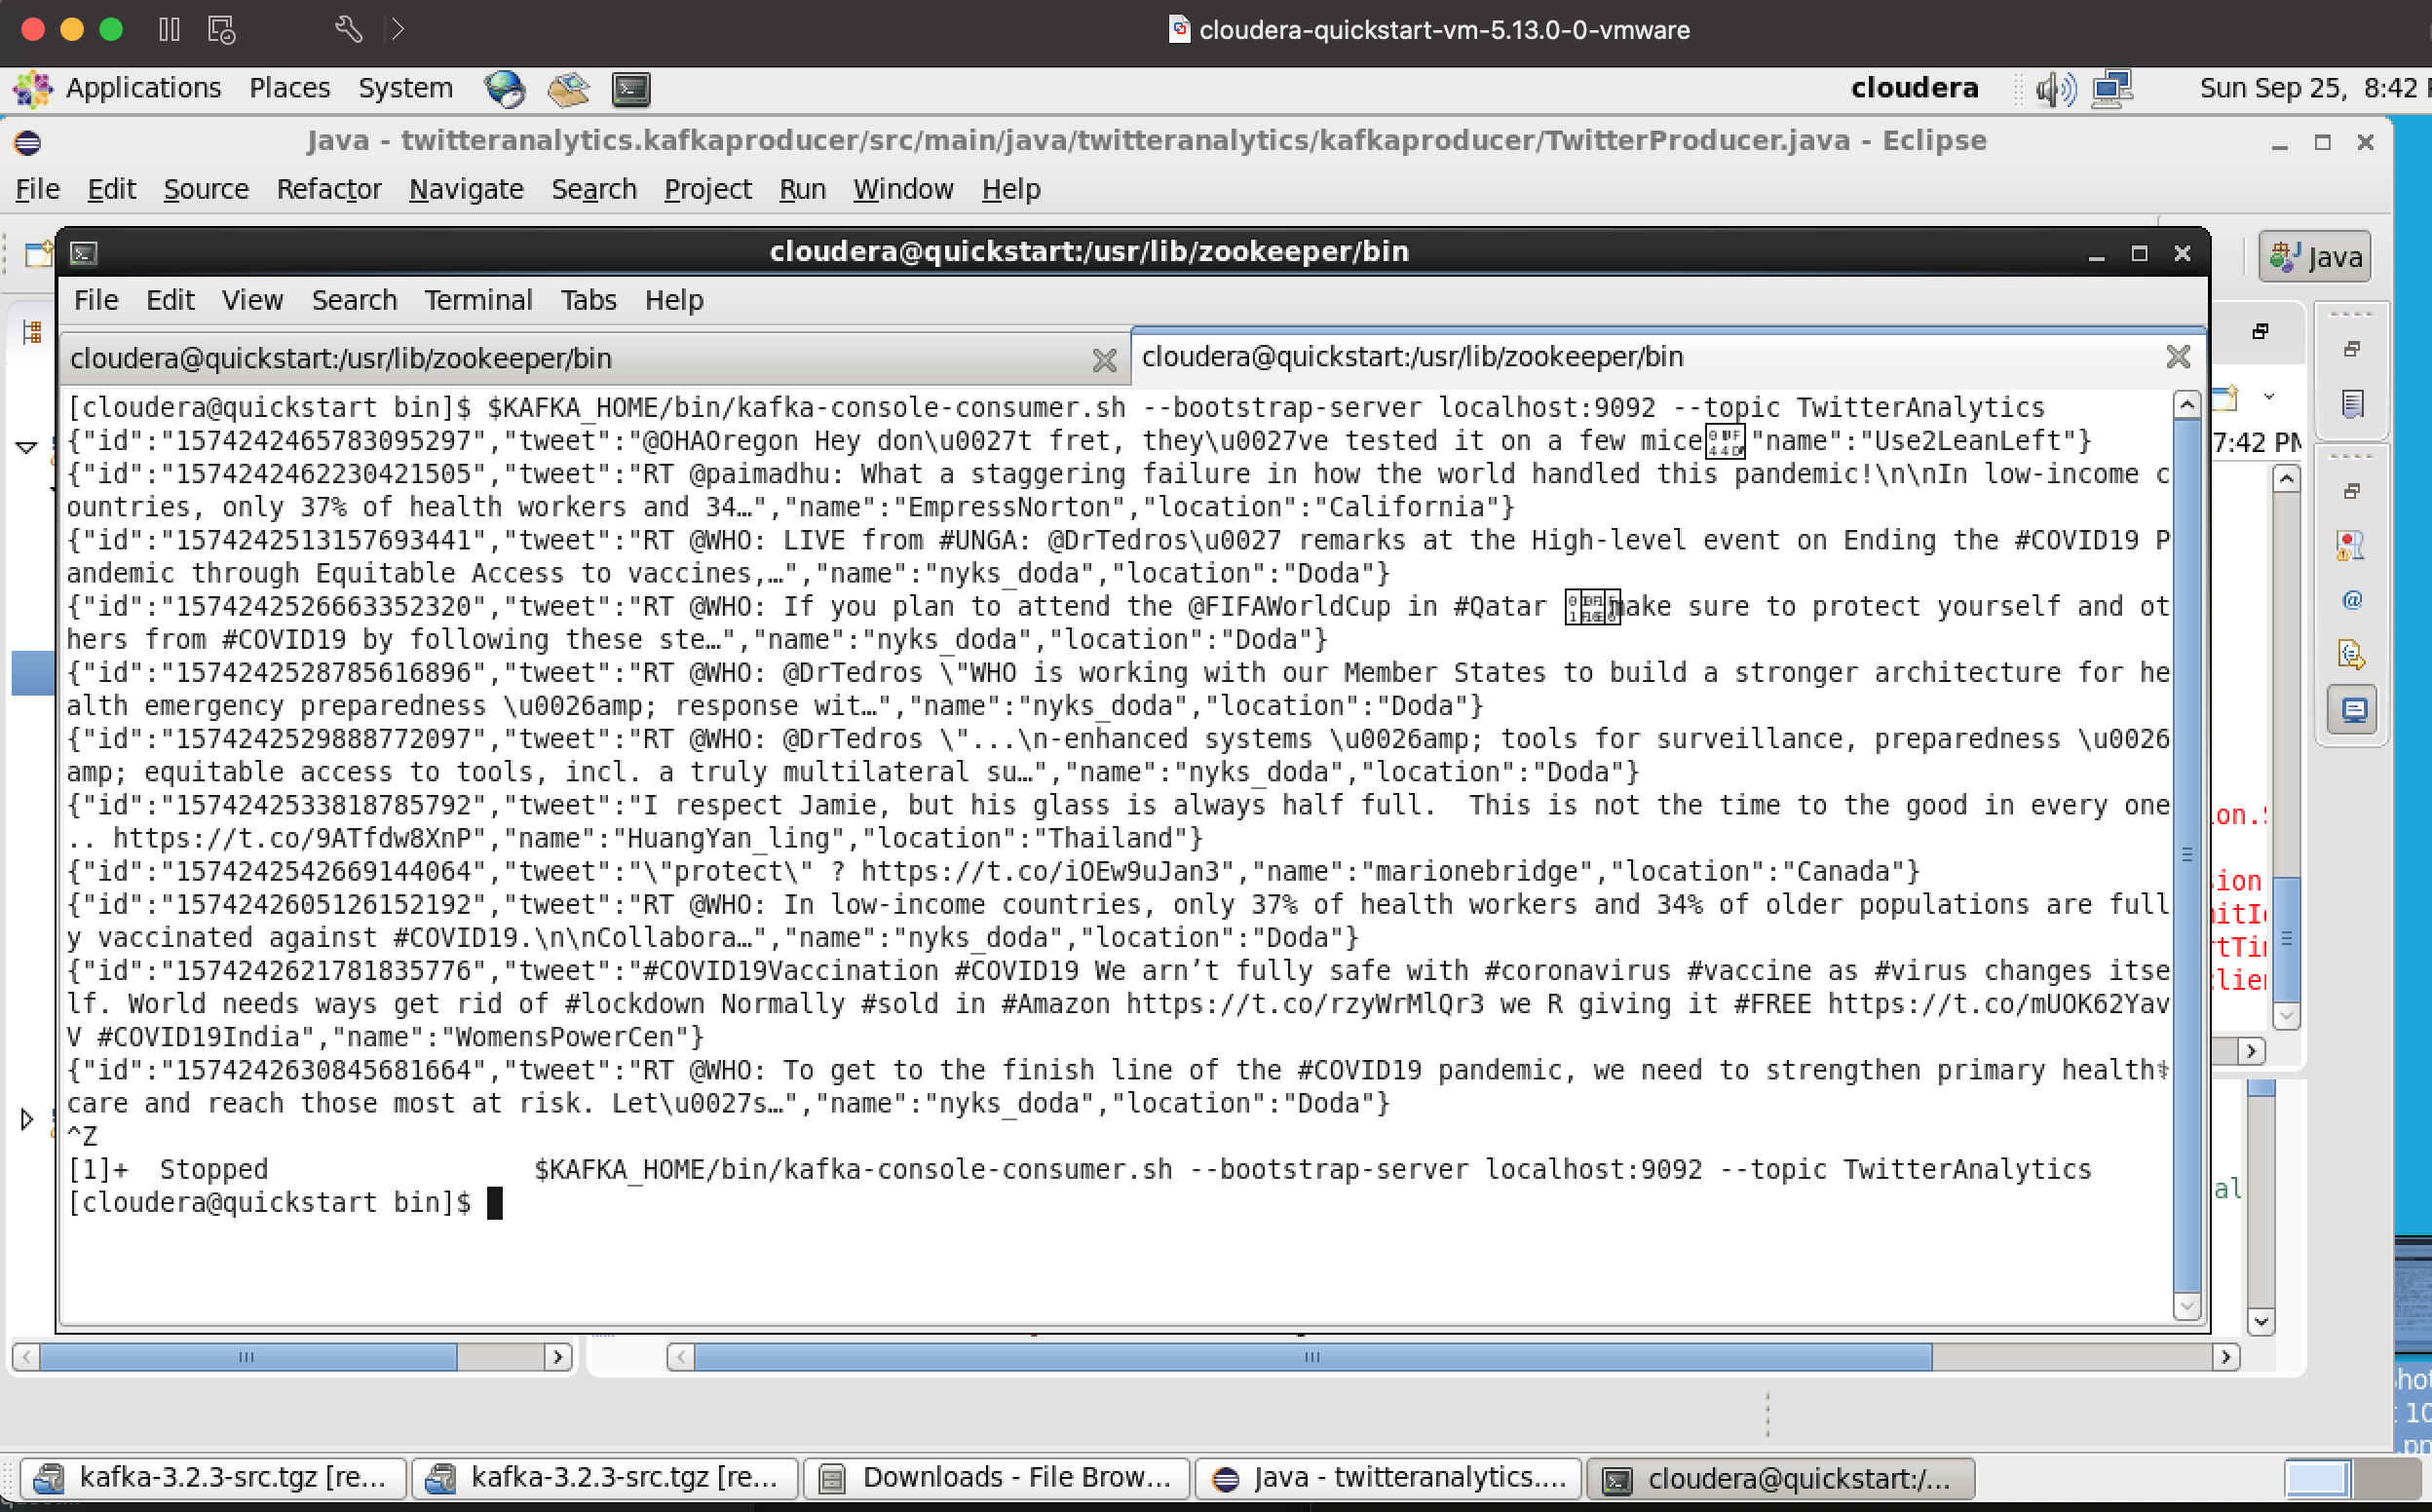 cloudera-quickstart-vm-5.13.0-0-vmware
Applications Places System
cloudera
Sun Sep 25, 8:42
Java - twitteranalytics.kafkaproducer/src/main/java/twitteranalytics/kafkaproducer/TwitterProducer.java - Eclipse
File Edit Source Refactor Navigate Search Project Run Window Help
cloudera@quickstart:/usr/lib/zookeeper/bin
Java
File Edit View Search Terminal Tabs Help
cloudera@quickstart:/usr/lib/zookeeper/bin
cloudera@quickstart:/usr/lib/zookeeper/bin
[cloudera@quickstart bin]$ $KAFKA_HOME/bin/kafka-console-consumer.sh --bootstrap-server localhost:9092 --topic TwitterAnalytics
{"id":"1574242465783095297","tweet":"@OHAOregon Hey don\u0027t fret, they\u0027ve tested it on a few mice "name":"Use2LeanLeft"}
{"id":"1574242462230421505","tweet":"RT @paimadhu: What a staggering failure in how the world handled this pandemic!\n\nIn low-income c
ountries, only 37% of health workers and 34…","name":"EmpressNorton","location":"California"}
{"id":"1574242513157693441","tweet":"RT @WHO: LIVE from #UNGA: @DrTedros\u0027 remarks at the High-level event on Ending the #COVID19 P
andemic through Equitable Access to vaccines,…","name":"nyks_doda","location":"Doda"}
{"id":"1574242526663352320","tweet":"RT @WHO: If you plan to attend the @FIFAWorldCup in #Qatar make sure to protect yourself and ot
hers from #COVID19 by following these ste…","name":"nyks_doda","location":"Doda"}
{"id":"1574242528785616896","tweet":"RT @WHO: @DrTedros \"WHO is working with our Member States to build a stronger architecture for he
alth emergency preparedness \u0026amp; response wit…","name":"nyks_doda","location":"Doda"}
{"id":"1574242529888772097","tweet":"RT @WHO: @DrTedros \"...\n-enhanced systems \u0026amp; tools for surveillance, preparedness \u0026
amp; equitable access to tools, incl. a truly multilateral su…","name":"nyks_doda","location":"Doda"}
{"id":"1574242533818785792","tweet":"I respect Jamie, but his glass is always half full.  This is not the time to the good in every one
.. https://t.co/9ATfdw8XnP","name":"HuangYan_ling","location":"Thailand"}
{"id":"1574242542669144064","tweet":"\"protect\" ? https://t.co/iOEw9uJan3","name":"marionebridge","location":"Canada"}
{"id":"1574242605126152192","tweet":"RT @WHO: In low-income countries, only 37% of health workers and 34% of older populations are full
y vaccinated against #COVID19.\n\nCollabora…","name":"nyks_doda","location":"Doda"}
{"id":"1574242621781835776","tweet":"#COVID19Vaccination #COVID19 We arn’t fully safe with #coronavirus #vaccine as #virus changes itse
lf. World needs ways get rid of #lockdown Normally #sold in #Amazon https://t.co/rzyWrMlQr3 we R giving it #FREE https://t.co/mUOK62Yav
V #COVID19India","name":"WomensPowerCen"}
{"id":"1574242630845681664","tweet":"RT @WHO: To get to the finish line of the #COVID19 pandemic, we need to strengthen primary health
care and reach those most at risk. Let\u0027s…","name":"nyks_doda","location":"Doda"}
^Z
[1]+  Stopped                 $KAFKA_HOME/bin/kafka-console-consumer.sh --bootstrap-server localhost:9092 --topic TwitterAnalytics
[cloudera@quickstart bin]$
7:42 PM
kafka-3.2.3-src.tgz [re...
kafka-3.2.3-src.tgz [re...
Downloads - File Brow...
Java - twitteranalytics....
cloudera@quickstart:/...